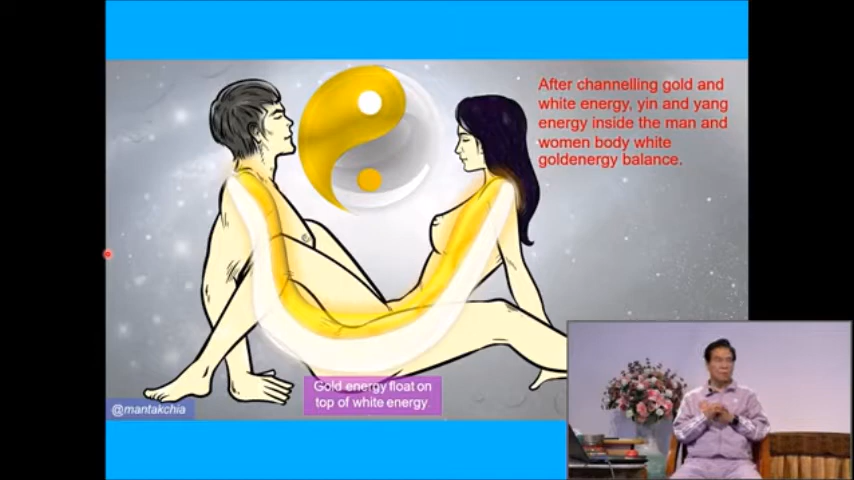 After channelling gold and
white energy, yin and yang
energy inside the man and
women body white
goldenergy balance.
Gold energy float on
top of white energy
@mantakchia